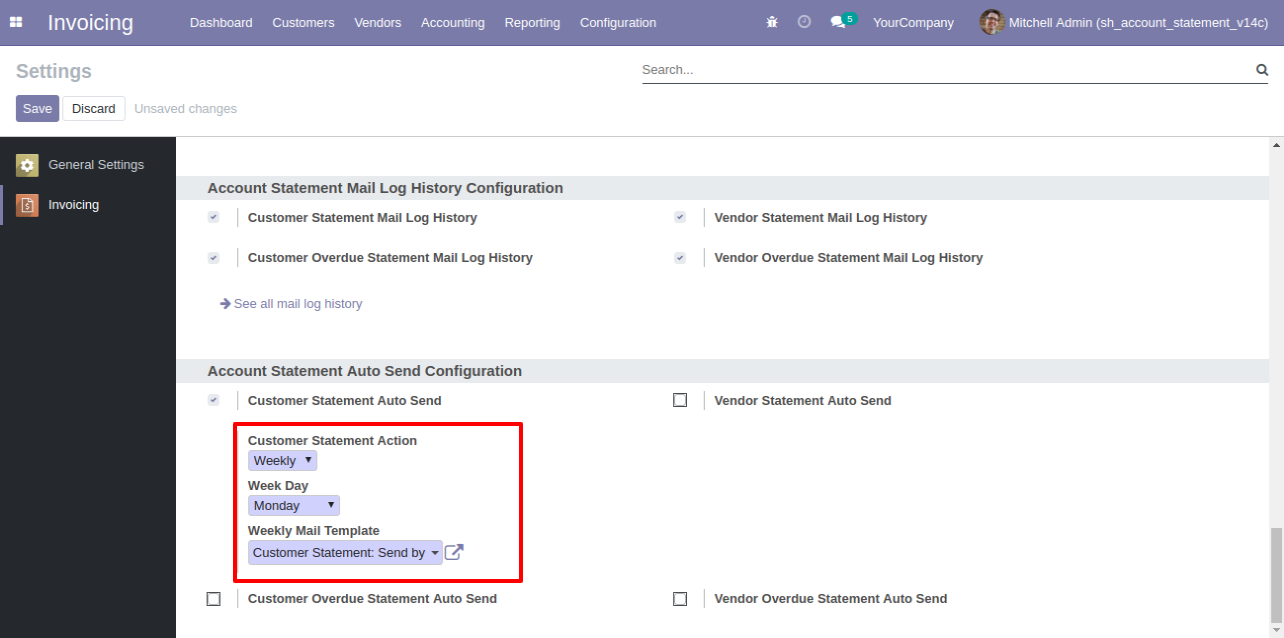 Invoicing Dashboard Customers Vendors Accounting Reporting Configuration 5 YourCompany Mitchell Admin (sh_account_statement_v14c)
Settings Search...
Save Discard Unsaved changes
General Settings
Invoicing
Account Statement Mail Log History Configuration
Customer Statement Mail Log History Vendor Statement Mail Log History
Customer Overdue Statement Mail Log History Vendor Overdue Statement Mail Log History
See all mail log history
Account Statement Auto Send Configuration
Customer Statement Auto Send Vendor Statement Auto Send
Customer Statement Action
Weekly
Week Day
Monday
Weekly Mail Template
Customer Statement: Send by
Customer Overdue Statement Auto Send Vendor Overdue Statement Auto Send